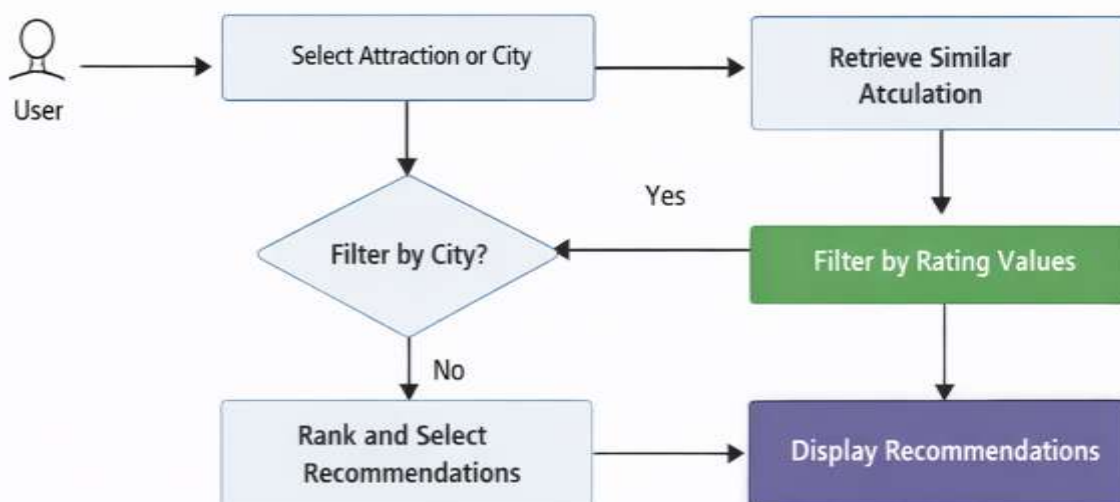 Select Attraction or City
Retrieve Similar
Atculation
User
Yes
Filter by City?
Filter by Rating Values
No
Rank and Select
Recommendations
Display Recommendations